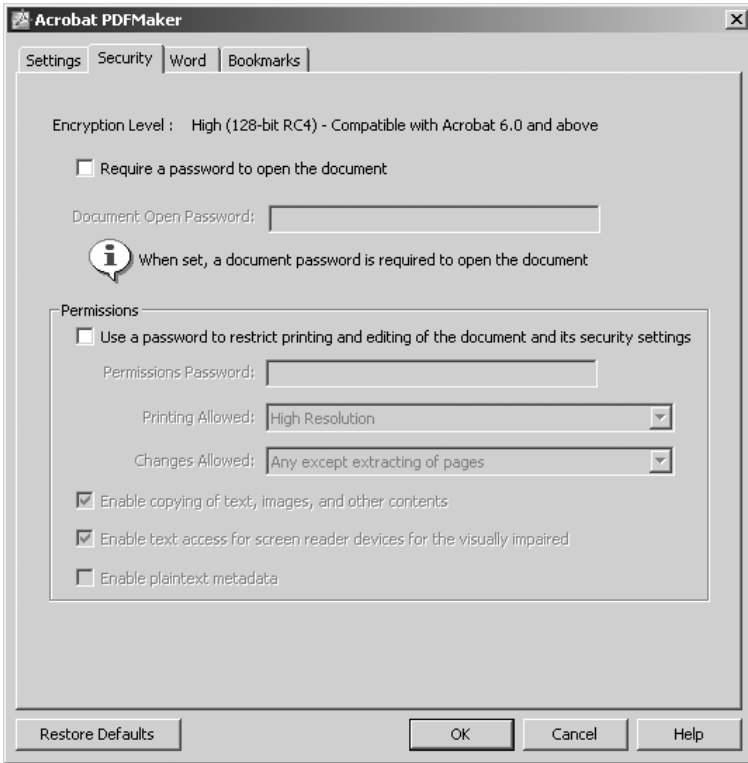 Acrobat PDFMaker
Settings Security Word Bookmarks
Encryption Level : High (128-bit RC4) - Compatible with Acrobat 6.0 and above
Require a password to open the document
Document Open Password:
When set, a document password is required to open the document
Permissions
Use a password to restrict printing and editing of the document and its security settings
Permissions Password:
Printing Allowed: High Resolution
Changes Allowed: Any except extracting of pages
Enable copying of text, images, and other contents
Enable text access for screen reader devices for the visually impaired
Enable plaintext metadata
Restore Defaults OK Cancel Help